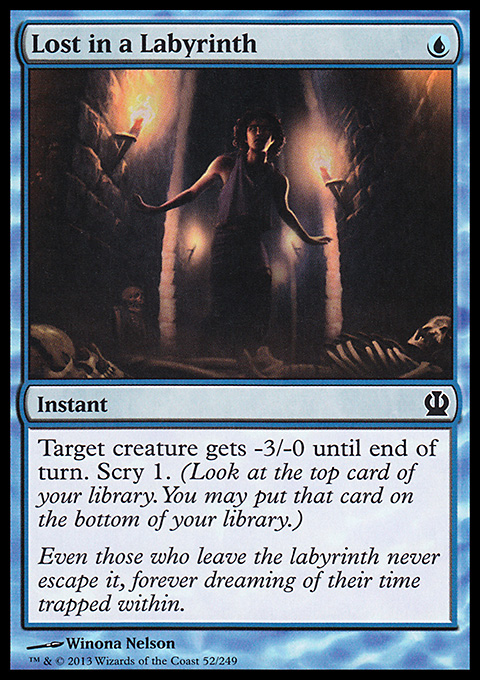 Lost in a Labyrinth
Instant
Target creature gets -3/-0 until end of
turn. Scry 1. (Look at the top card of
your library. You may put that card on
the bottom of your library.)
Even those who leave the labyrinth never
escape it, forever dreaming of their time
trapped within.
Winona Nelson
™ & © 2013 Wizards of the Coast 52/249